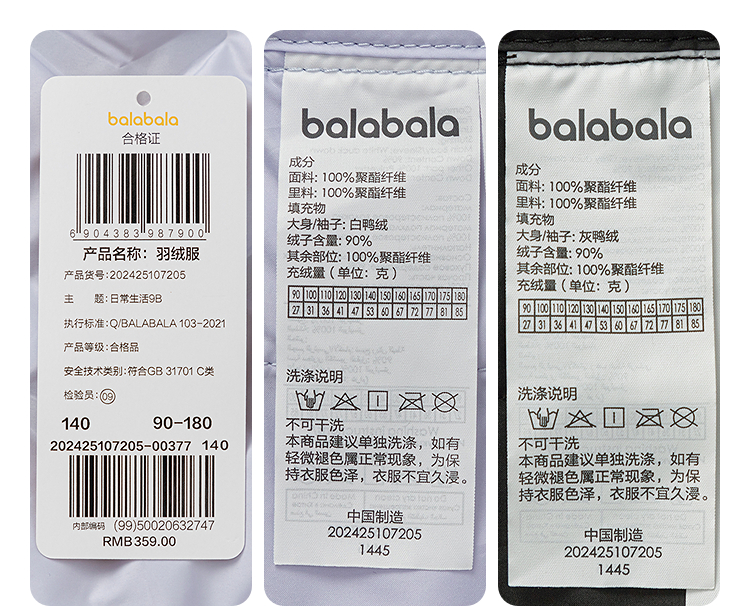 balabala
合格证
6904383987900
产品名称：羽绒服
产品货号:202425107205
主 题:日常生活9B
执行标准:Q/BALABALA 103-2021
产品等级:合格品
安全技术类别:符合GB 31701 C类
检验员:09
140 90-180
202425107205-00377 140
内部编码 (99)50020632747
RMB359.00
balabala
成分
面料: 100%聚酯纤维
里料: 100%聚酯纤维
填充物
大身/袖子: 白鸭绒
绒子含量: 90%
其余部位: 100%聚酯纤维
充绒量（单位：克）
90 100 110 120 130 140 150 160 165 170 175 180
27 31 36 41 47 53 60 67 72 77 81 85
洗涤说明
不可干洗
本商品建议单独洗涤，如有
轻微褪色属正常现象，为保
持衣服色泽，衣服不宜久浸。
中国制造
202425107205
1445
balabala
成分
面料: 100%聚酯纤维
里料: 100%聚酯纤维
填充物
大身/袖子: 灰鸭绒
绒子含量: 90%
其余部位: 100%聚酯纤维
充绒量（单位：克）
90 100 110 120 130 140 150 160 165 170 175 180
27 31 36 41 47 53 60 67 72 77 81 85
洗涤说明
不可干洗
本商品建议单独洗涤，如有
轻微褪色属正常现象，为保
持衣服色泽，衣服不宜久浸。
中国制造
202425107205
1445